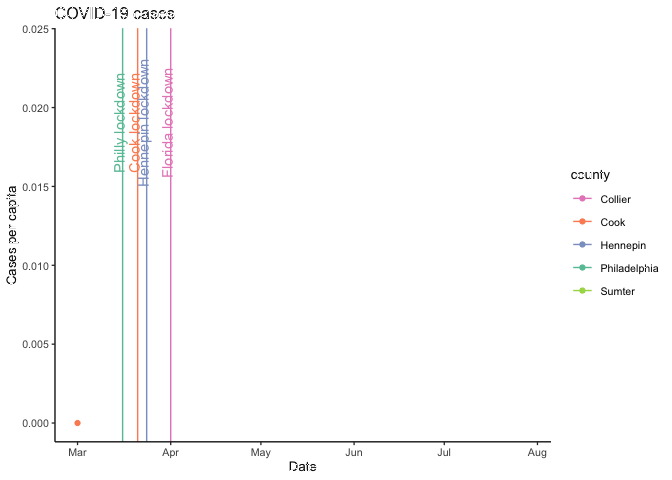 COVID-19 cases
0.025
0.020
0.015
0.010
0.005
0.000
Cases per capita
Philly lockdown
Cook lockdown
Hennepin lockdown
Florida lockdown
Mar Apr May Jun Jul Aug
Date
county
Collier
Cook
Hennepin
Philadelphia
Sumter